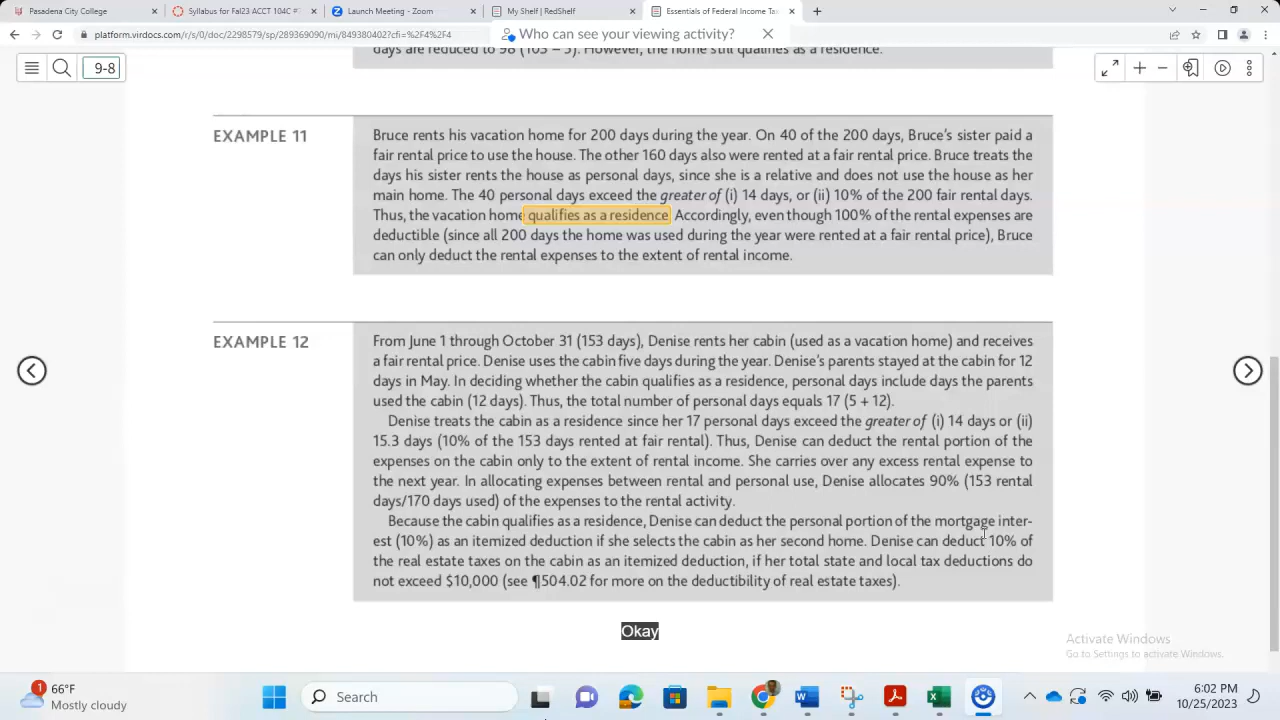 Pasadena City College
Syllabus for Fal23 ACCT 104C #
Launch Meeting - Zoom
My Shelf | RedShelf
Essentials of Federal Income Tax
platform.virdocs.com/r/s/0/doc/2298579/sp/289369090/mi/849380402?cfi=%2F4%2F4
Who can see your viewing activity?
days are reduced to 98 (103 – 5). However, the home still qualifies as a residence.
9-8
EXAMPLE 11
Bruce rents his vacation home for 200 days during the year. On 40 of the 200 days, Bruce's sister paid a
fair rental price to use the house. The other 160 days also were rented at a fair rental price. Bruce treats the
days his sister rents the house as personal days, since she is a relative and does not use the house as her
main home. The 40 personal days exceed the greater of (i) 14 days, or (ii) 10% of the 200 fair rental days.
Thus, the vacation home qualifies as a residence. Accordingly, even though 100% of the rental expenses are
deductible (since all 200 days the home was used during the year were rented at a fair rental price), Bruce
can only deduct the rental expenses to the extent of rental income.
EXAMPLE 12
From June 1 through October 31 (153 days), Denise rents her cabin (used as a vacation home) and receives
a fair rental price. Denise uses the cabin five days during the year. Denise's parents stayed at the cabin for 12
days in May. In deciding whether the cabin qualifies as a residence, personal days include days the parents
used the cabin (12 days). Thus, the total number of personal days equals 17 (5 + 12).
Denise treats the cabin as a residence since her 17 personal days exceed the greater of (i) 14 days or (ii)
15.3 days (10% of the 153 days rented at fair rental). Thus, Denise can deduct the rental portion of the
expenses on the cabin only to the extent of rental income. She carries over any excess rental expense to
the next year. In allocating expenses between rental and personal use, Denise allocates 90% (153 rental
days/170 days used) of the expenses to the rental activity.
Because the cabin qualifies as a residence, Denise can deduct the personal portion of the mortgage inter-
est (10%) as an itemized deduction if she selects the cabin as her second home. Denise can deduct 10% of
the real estate taxes on the cabin as an itemized deduction, if her total state and local tax deductions do
not exceed $10,000 (see ¶504.02 for more on the deductibility of real estate taxes).
Okay
Activate Windows
Go to Settings to activate Windows.
1
66°F
Mostly cloudy
Search
6:02 PM
10/25/2023